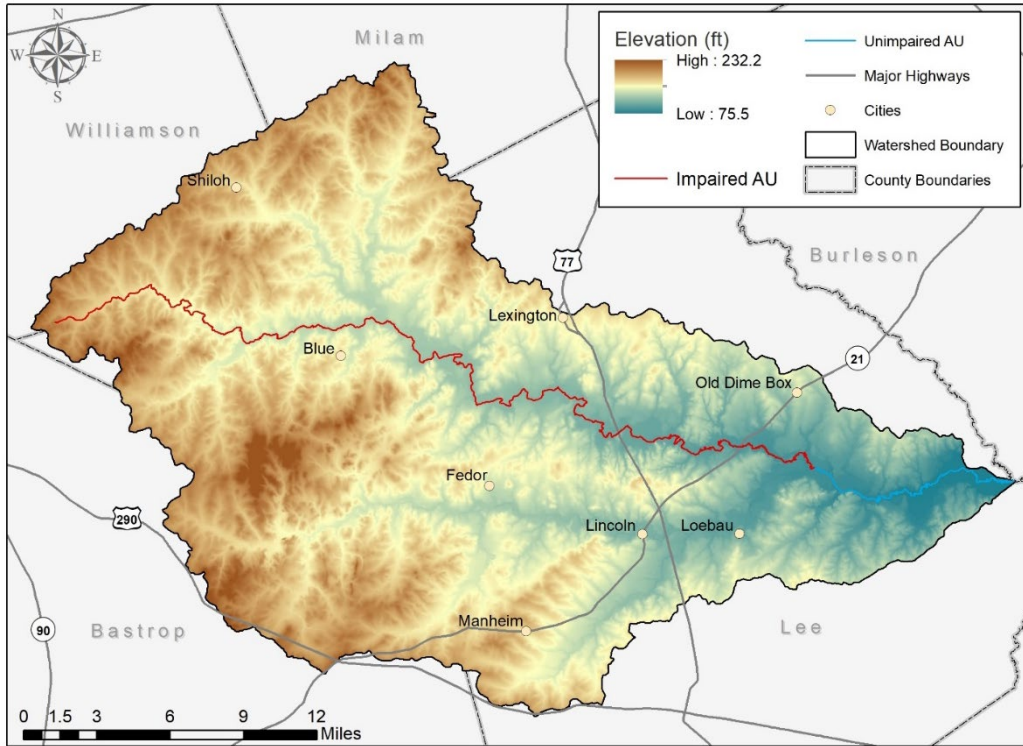 N
W E
S
Milam
Williamson
Burleson
Bastrop
Lee
Elevation (ft)
High : 232.2
Low : 75.5
Impaired AU
Unimpaired AU
Major Highways
Cities
Watershed Boundary
County Boundaries
Shiloh
77
Lexington
Blue
21
Old Dime Box
Fedor
290
Lincoln
Loebau
Manheim
90
0 1.5 3 6 9 12
Miles